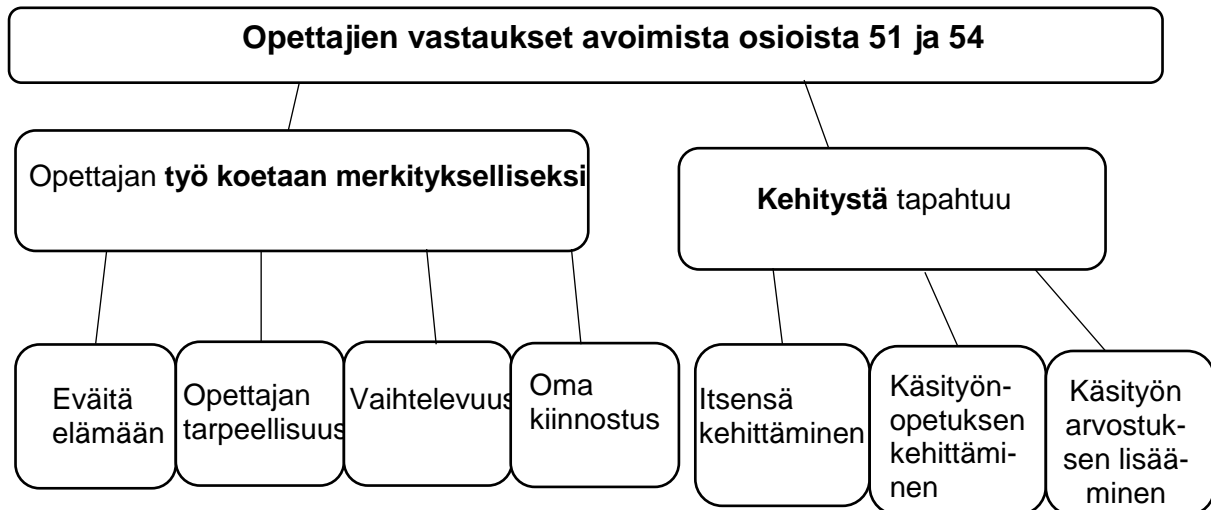 Opettajien vastaukset avoimista osioista 51 ja 54
Opettajan työ koetaan merkitykselliseksi
Kehitystä tapahtuu
Eväitä
elämään
Opettajan
tarpeellisuus
Vaihtelevuus
Oma
kiinnostus
Itsensä
kehittäminen
Käsityön-
opetuksen
kehittämi-
nen
Käsityön
arvostuk-
sen lisää-
minen